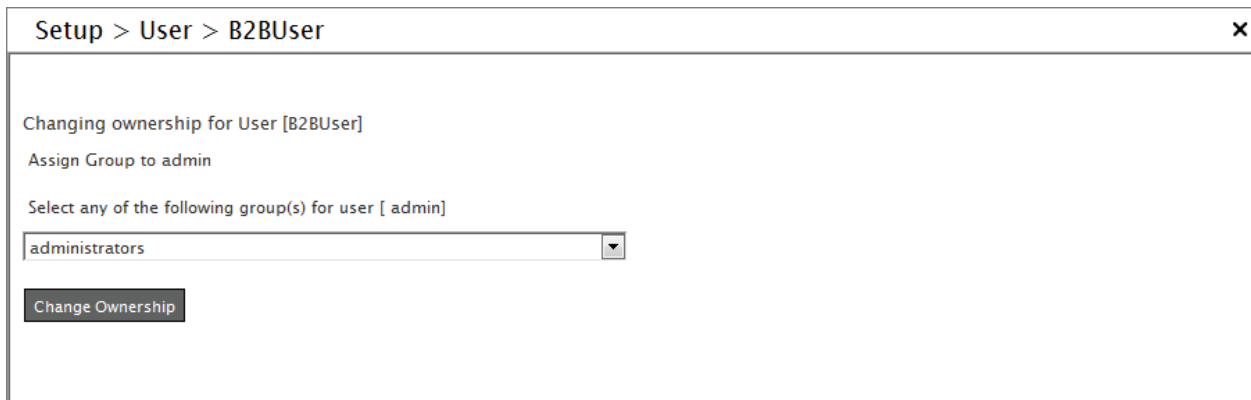 Setup > User > B2BUser
Changing ownership for User [B2BUser]
Assign Group to admin
Select any of the following group(s) for user [ admin]
administrators
Change Ownership